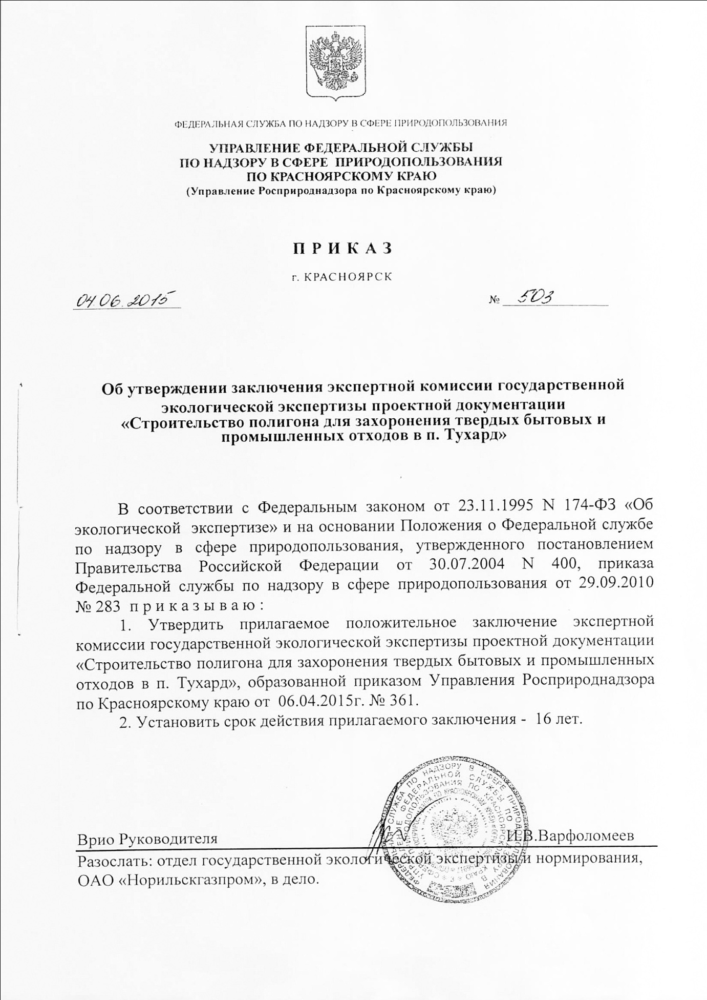 ФЕДЕРАЛЬНАЯ СЛУЖБА ПО НАДЗОРУ В СФЕРЕ ПРИРОДОПОЛЬЗОВАНИЯ
УПРАВЛЕНИЕ ФЕДЕРАЛЬНОЙ СЛУЖБЫ
ПО НАДЗОРУ В СФЕРЕ ПРИРОДОПОЛЬЗОВАНИЯ
ПО КРАСНОЯРСКОМУ КРАЮ
(Управление Росприроднадзора по Красноярскому краю)
П Р И К А З
г. КРАСНОЯРСК
04.06.2015 № 503
Об утверждении заключения экспертной комиссии государственной
экологической экспертизы проектной документации
«Строительство полигона для захоронения твердых бытовых и
промышленных отходов в п. Тухард»
В соответствии с Федеральным законом от 23.11.1995 N 174-ФЗ «Об
экологической экспертизе» и на основании Положения о Федеральной службе
по надзору в сфере природопользования, утвержденного постановлением
Правительства Российской Федерации от 30.07.2004 N 400, приказа
Федеральной службы по надзору в сфере природопользования от 29.09.2010
№ 283 п р и к а з ы в а ю :
1. Утвердить прилагаемое положительное заключение экспертной
комиссии государственной экологической экспертизы проектной документации
«Строительство полигона для захоронения твердых бытовых и промышленных
отходов в п. Тухард», образованной приказом Управления Росприроднадзора
по Красноярскому краю от 06.04.2015г. № 361.
2. Установить срок действия прилагаемого заключения - 16 лет.
Врио Руководителя И.В.Варфоломеев
Разослать: отдел государственной экологической экспертизы и нормирования,
ОАО «Норильскгазпром», в дело.
ФЕДЕРАЛЬНАЯ СЛУЖБА ПО НАДЗОРУ В СФЕРЕ ПРИРОДОПОЛЬЗОВАНИЯ
УПРАВЛЕНИЕ ФЕДЕРАЛЬНОЙ СЛУЖБЫ ПО НАДЗОРУ В
СФЕРЕ ПРИРОДОПОЛЬЗОВАНИЯ ПО КРАСНОЯРСКОМУ КРАЮ